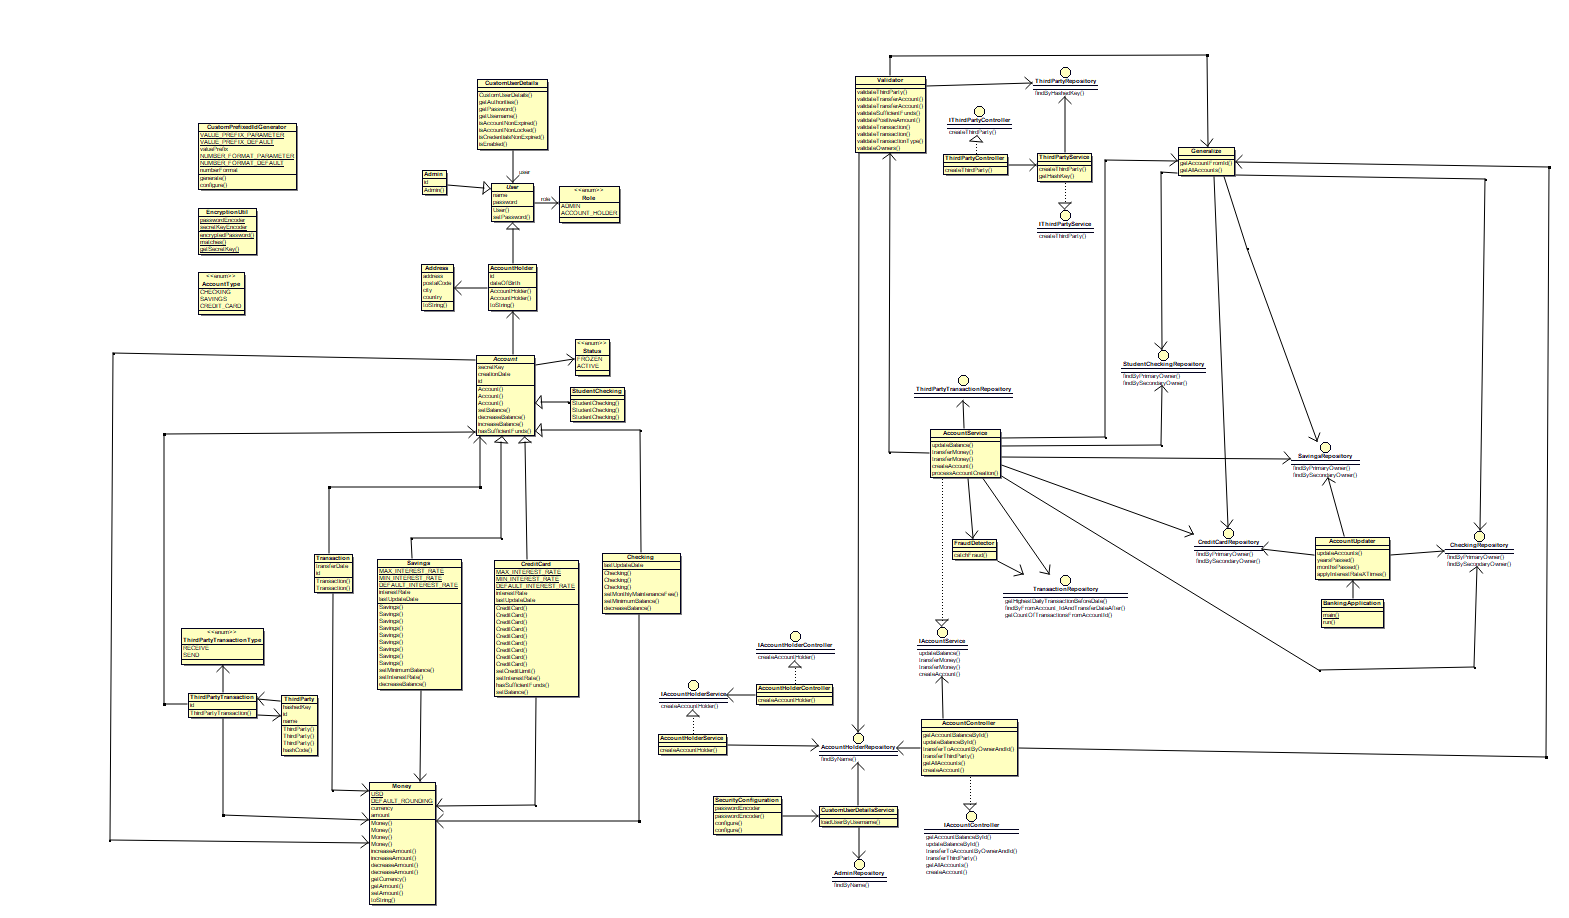 CustomPrefixedIdGenerator
VALUE_PREFIX_PARAMETER
VALUE_PREFIX_DEFAULT
valuePrefix
NUMBER_FORMAT_PARAMETER
NUMBER_FORMAT_DEFAULT
numberFormat
generate()
configure()
EncryptionUtil
passwordEncoder
secretKeyEncoder
encryptedPassword()
matches()
getSecretKey()
<<enum>>
AccountType
CHECKING
SAVINGS
CREDIT_CARD
CustomUserDetails
CustomUserDetails()
getAuthorities()
getPassword()
getUsername()
isAccountNonExpired()
isAccountNonLocked()
isCredentialsNonExpired()
isEnabled()
user
Admin
id
Admin()
User
name
password
User()
setPassword()
role
<<enum>>
Role
ADMIN
ACCOUNT_HOLDER
Address
address
postalCode
city
country
toString()
AccountHolder
id
dateOfBirth
AccountHolder()
AccountHolder()
toString()
Account
secretKey
creationDate
id
Account()
Account()
Account()
setBalance()
decreaseBalance()
increaseBalance()
hasSufficientFunds()
<<enum>>
Status
FROZEN
ACTIVE
StudentChecking
StudentChecking()
StudentChecking()
StudentChecking()
Transaction
transferDate
id
Transaction()
Transaction()
Savings
MAX_INTEREST_RATE
MIN_INTEREST_RATE
DEFAULT_INTEREST_RATE
interestRate
lastUpdateDate
Savings()
Savings()
Savings()
Savings()
Savings()
Savings()
Savings()
Savings()
Savings()
setMinimumBalance()
setInterestRate()
decreaseBalance()
CreditCard
MAX_INTEREST_RATE
MIN_INTEREST_RATE
DEFAULT_INTEREST_RATE
interestRate
lastUpdateDate
CreditCard()
CreditCard()
CreditCard()
CreditCard()
CreditCard()
CreditCard()
CreditCard()
CreditCard()
CreditCard()
setCreditLimit()
setInterestRate()
hasSufficientFunds()
setBalance()
Checking
lastUpdateDate
Checking()
Checking()
Checking()
setMonthlyMaintenanceFee()
setMinimumBalance()
decreaseBalance()
<<enum>>
ThirdPartyTransactionType
RECEIVE
SEND
ThirdPartyTransaction
id
ThirdPartyTransaction()
ThirdParty
hashedKey
id
name
ThirdParty()
ThirdParty()
ThirdParty()
hashCode()
Money
USD
DEFAULT_ROUNDING
currency
amount
Money()
Money()
Money()
Money()
increaseAmount()
increaseAmount()
decreaseAmount()
decreaseAmount()
getCurrency()
getAmount()
setAmount()
toString()
Validator
validateThirdParty()
validateTransferAccount()
validateTransferAccount()
validateSufficientFunds()
validatePositiveAmount()
validateTransaction()
validateTransaction()
validateTransactionType()
validateOwners()
ThirdPartyRepository
findByHashedKey()
IThirdPartyController
createThirdParty()
ThirdPartyController
createThirdParty()
ThirdPartyService
createThirdParty()
getHashKey()
IThirdPartyService
createThirdParty()
Generalize
getAccountFromId()
getAllAccounts()
StudentCheckingRepository
findByPrimaryOwner()
findBySecondaryOwner()
ThirdPartyTransactionRepository
AccountService
updateBalance()
transferMoney()
transferMoney()
createAccount()
processAccountCreation()
SavingsRepository
findByPrimaryOwner()
findBySecondaryOwner()
FraudDetector
catchFraud()
CreditCardRepository
findByPrimaryOwner()
findBySecondaryOwner()
AccountUpdater
updateAccounts()
yearsPassed()
monthsPassed()
applyInterestRateXTimes()
CheckingRepository
findByPrimaryOwner()
findBySecondaryOwner()
TransactionRepository
getHighestDailyTransactionBeforeDate()
findByFromAccount_IdAndTransferDateAfter()
getCountOfTransactionsFromAccountId()
BankingApplication
main()
run()
IAccountService
updateBalance()
transferMoney()
transferMoney()
createAccount()
IAccountHolderController
createAccountHolder()
IAccountHolderService
createAccountHolder()
AccountHolderController
createAccountHolder()
AccountHolderService
createAccountHolder()
AccountHolderRepository
findByName()
AccountController
getAccountBalanceById()
updateBalanceById()
transferToAccountByOwnerAndId()
transferThirdParty()
getAllAccounts()
createAccount()
SecurityConfiguration
passwordEncoder
passwordEncoder()
configure()
configure()
CustomUserDetailsService
loadUserByUsername()
IAccountController
getAccountBalanceById()
updateBalanceById()
transferToAccountByOwnerAndId()
transferThirdParty()
getAllAccounts()
createAccount()
AdminRepository
findByName()